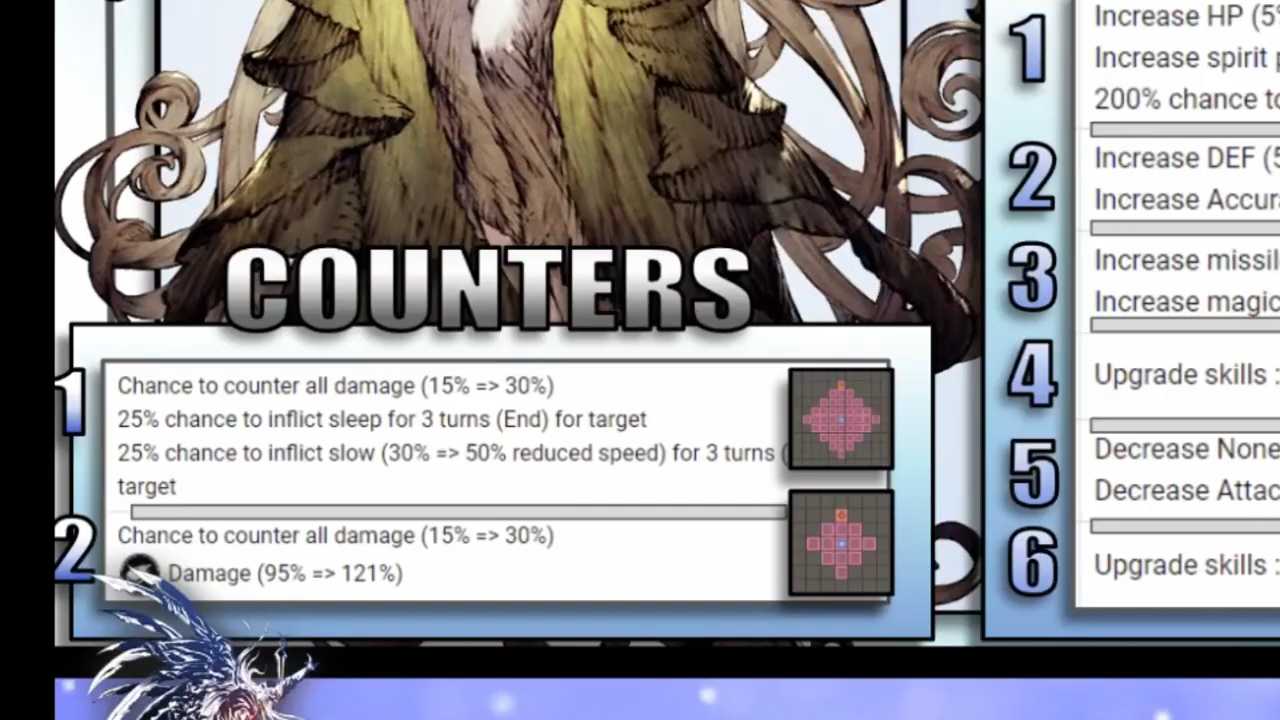 COUNTERS
1
Chance to counter all damage (15% => 30%)
25% chance to inflict sleep for 3 turns (End) for target
25% chance to inflict slow (30% => 50% reduced speed) for 3 turns (
target
2
Chance to counter all damage (15% => 30%)
Damage (95% => 121%)
1
Increase HP (5%
Increase spirit
200% chance to
2
Increase DEF (5
Increase Accur
3
Increase missil
Increase magic
4
Upgrade skills :
5
Decrease None
Decrease Attac
6
Upgrade skills :